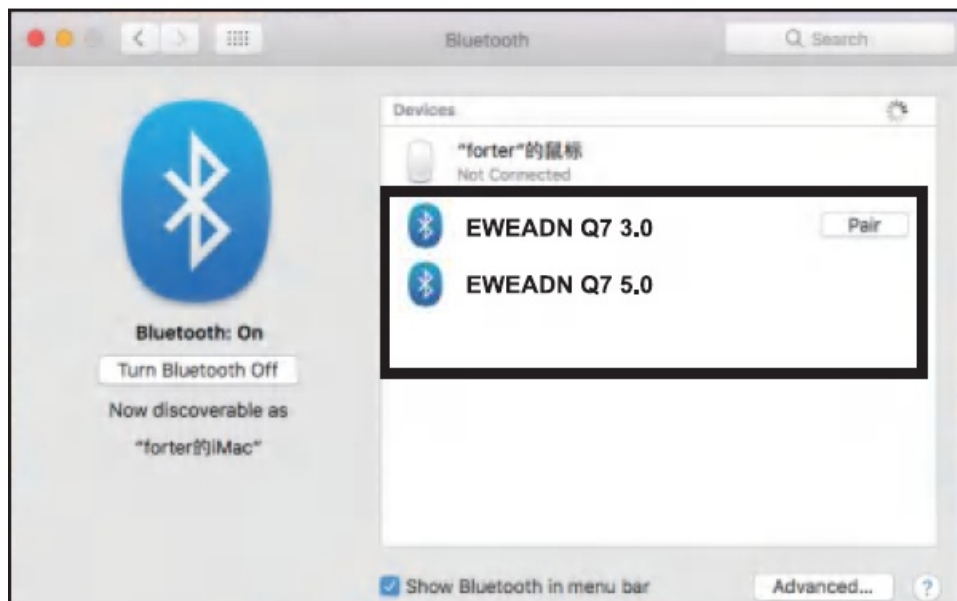 Bluetooth
Search
Devices
"forter"的鼠标
Not Connected
EWEADN Q7 3.0
Pair
EWEADN Q7 5.0
Bluetooth: On
Turn Bluetooth Off
Now discoverable as
"forter的iMac"
Show Bluetooth in menu bar
Advanced...
?